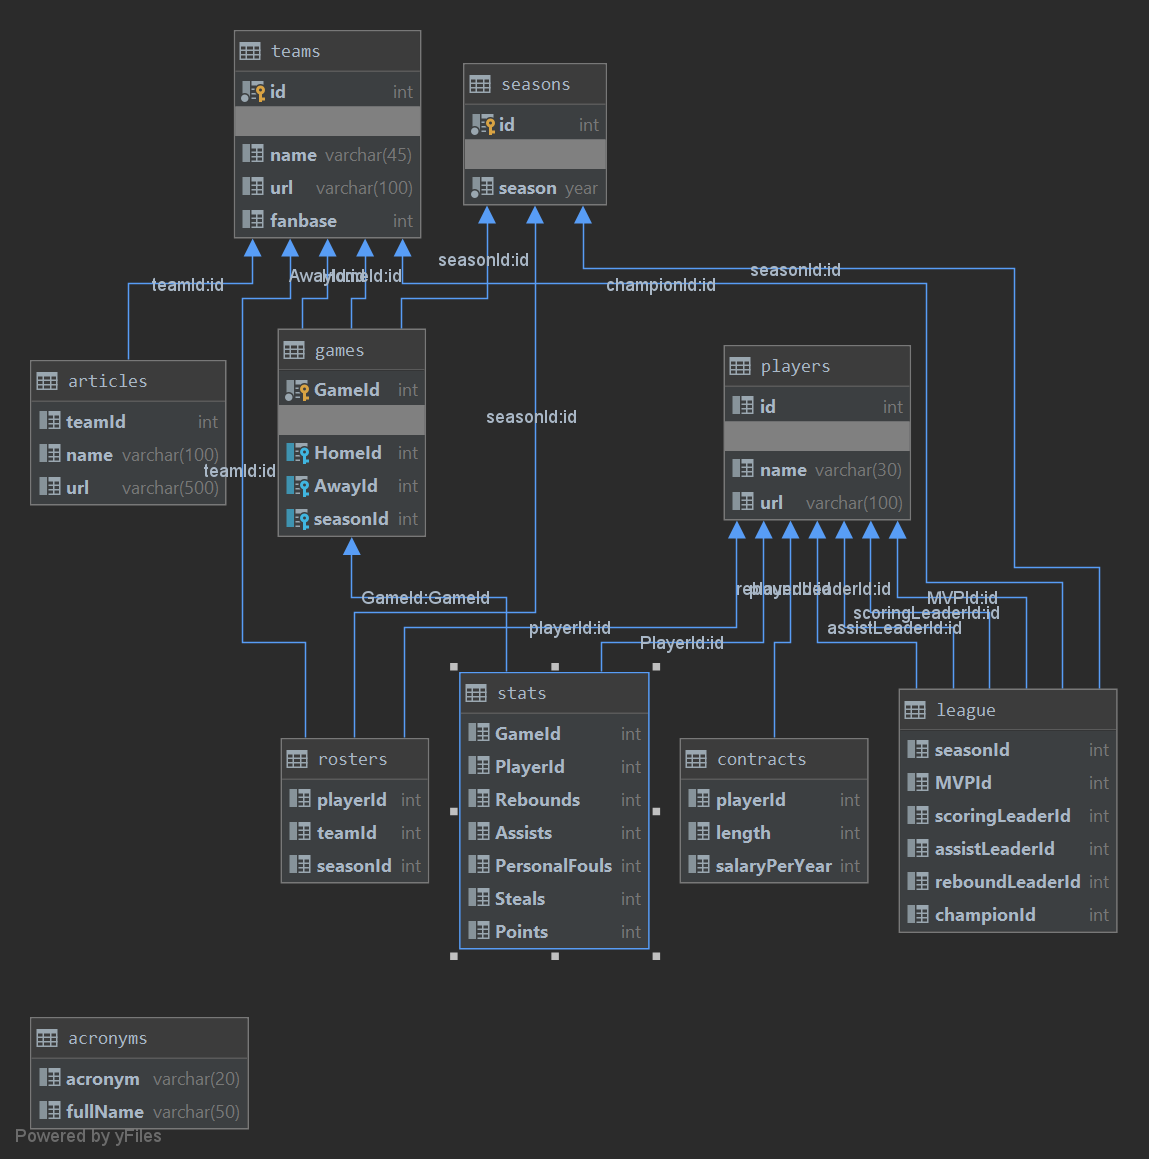 teams
id int
name varchar(45)
url varchar(100)
fanbase int
seasons
id int
season year
teamId:id
AwayId:id
HomeId:id
seasonId:id
championId:id
seasonId:id
articles
teamId int
name varchar(100)
url varchar(500)
games
GameId int
HomeId int
AwayId int
seasonId int
players
id int
name varchar(30)
url varchar(100)
seasonId:id
teamId:id
GameId:GameId
playerId:id
PlayerId:id
reboundLeaderId:id
playerId:id
MVPId:id
scoringLeaderId:id
assistLeaderId:id
rosters
playerId int
teamId int
seasonId int
stats
GameId int
PlayerId int
Rebounds int
Assists int
PersonalFouls int
Steals int
Points int
contracts
playerId int
length int
salaryPerYear int
league
seasonId int
MVPId int
scoringLeaderId int
assistLeaderId int
reboundLeaderId int
championId int
acronyms
acronym varchar(20)
fullName varchar(50)
Powered by yFiles